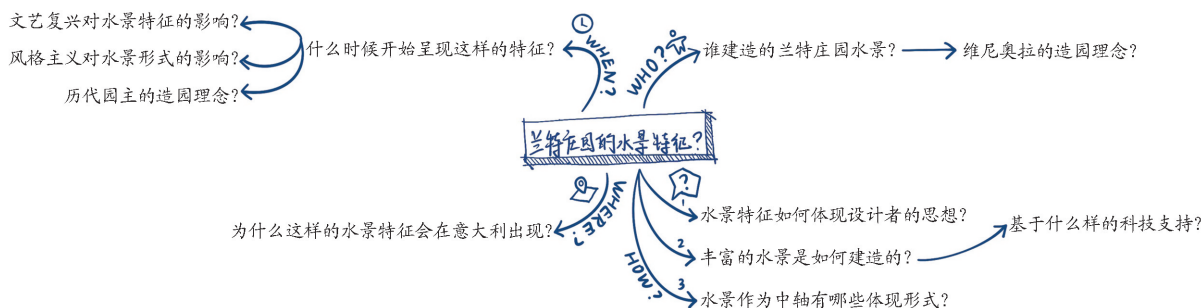 文艺复兴对水景特征的影响?
风格主义对水景形式的影响?
历代园主的造园理念?
什么时候开始呈现这样的特征?
WHEN?
WHO?
谁建造的兰特庄园水景?
维尼奥拉的造园理念?
兰特庄园的水景特征?
为什么这样的水景特征会在意大利出现?
WHERE?
HOW?
?
水景特征如何体现设计者的思想?
2
丰富的水景是如何建造的?
基于什么样的科技支持?
3
水景作为中轴有哪些体现形式?